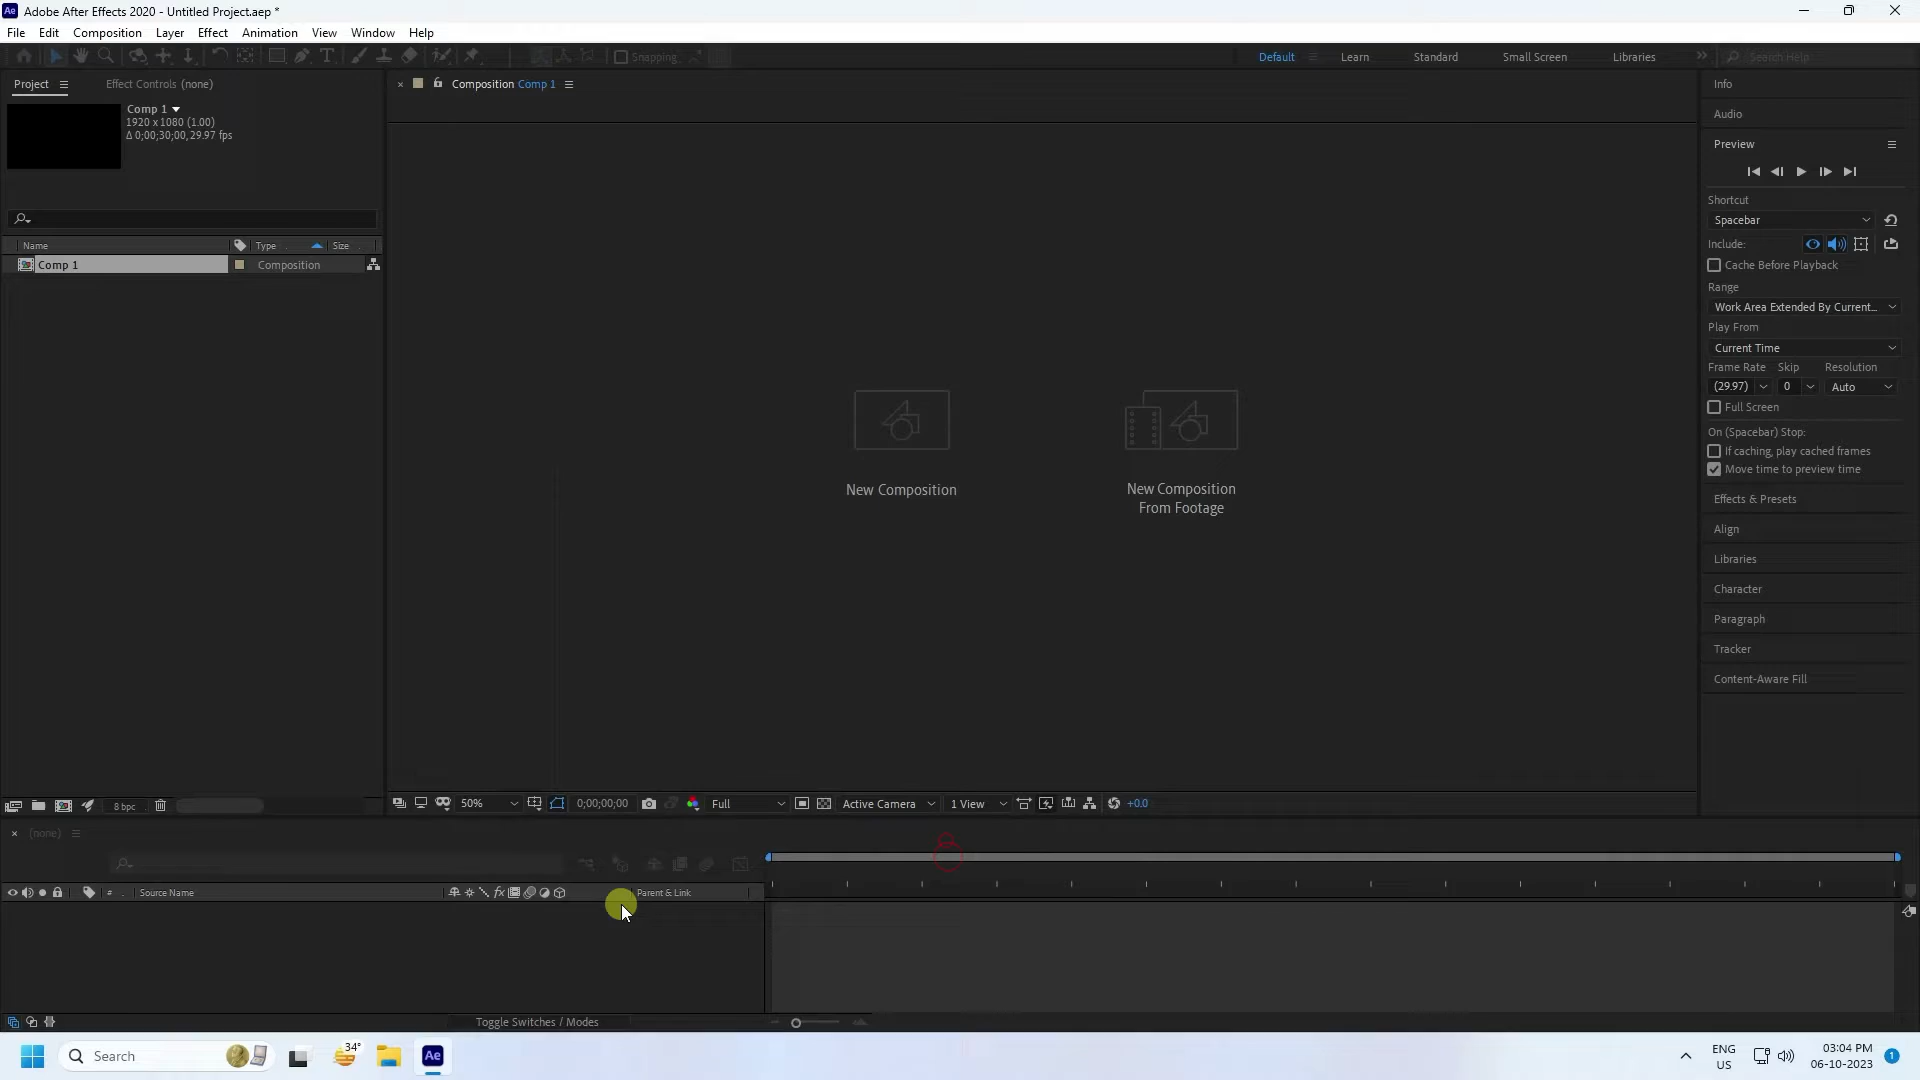 Ae Adobe After Effects 2020 - Untitled Project.aep *
File Edit Composition Layer Effect Animation View Window Help
Snapping
Default Learn Standard Small Screen Libraries Search Help
Project Effect Controls (none)
Composition Comp 1
Comp 1
1920 x 1080 (1.00)
Δ 0;00;30;00, 29.97 fps
Name Type Size
Comp 1 Composition
New Composition
New Composition
From Footage
Info
Audio
Preview
Shortcut
Spacebar
Include:
Cache Before Playback
Range
Work Area Extended By Current...
Play From
Current Time
Frame Rate Skip Resolution
(29.97) 0 Auto
Full Screen
On (Spacebar) Stop:
If caching, play cached frames
Move time to preview time
Effects & Presets
Align
Libraries
Character
Paragraph
Tracker
Content-Aware Fill
8 bpc
50% 0;00;00;00 Full Active Camera 1 View +0.0
(none)
# Source Name fx Parent & Link
Toggle Switches / Modes
Search 34° Ae
ENG
US
03:04 PM
06-10-2023
1